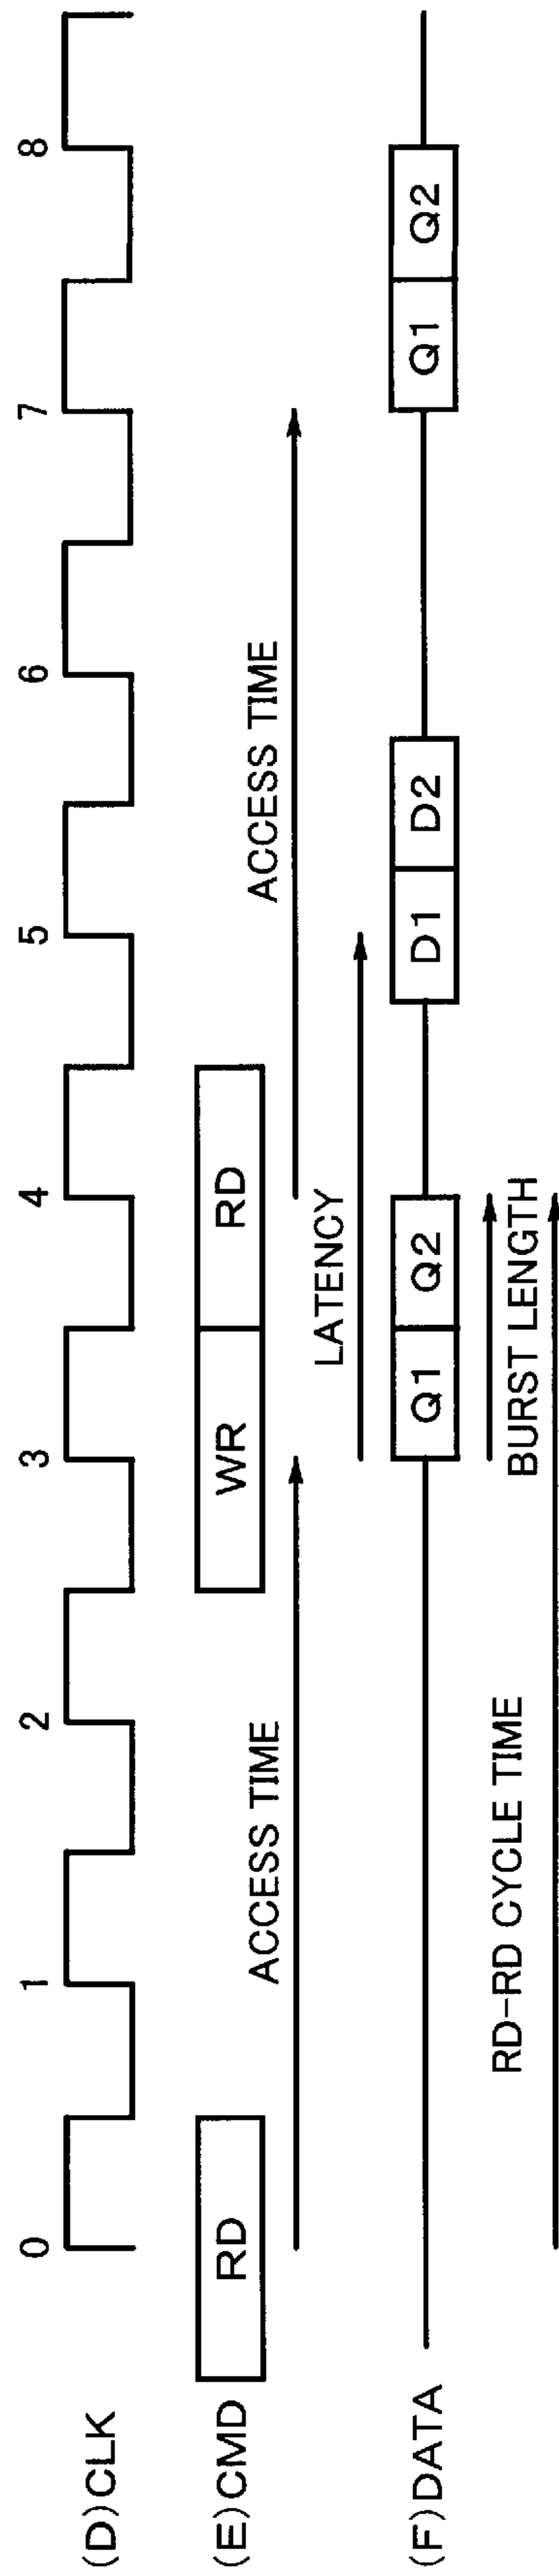 0 1 2 3 4 5 6 7 8
(D)CLK
(E)CMD RD WR RD
ACCESS TIME ACCESS TIME
LATENCY
(F)DATA Q1 Q2 D1 D2 Q1 Q2
BURST LENGTH
RD-RD CYCLE TIME